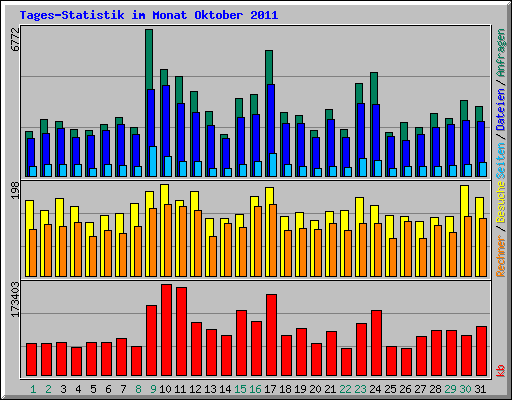 Tages-Statistik im Monat Oktober 2011
6772
Seiten / Dateien / Anfragen
198
Rechner / Besuche
173403
kb
1 2 3 4 5 6 7 8 9 10 11 12 13 14 15 16 17 18 19 20 21 22 23 24 25 26 27 28 29 30 31